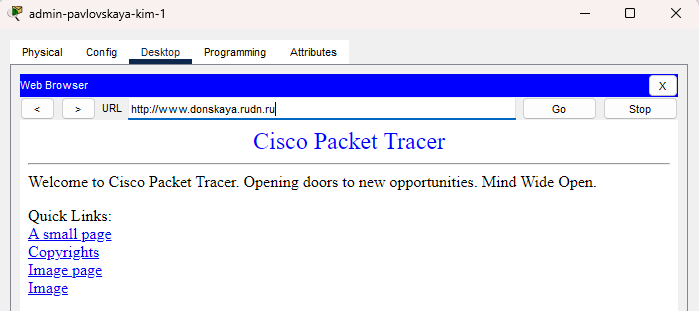 admin-pavlovskaya-kim-1
Physical Config Desktop Programming Attributes
Web Browser X
< > URL http://www.donskaya.rudn.ru Go Stop
Cisco Packet Tracer
Welcome to Cisco Packet Tracer. Opening doors to new opportunities. Mind Wide Open.
Quick Links:
A small page
Copyrights
Image page
Image